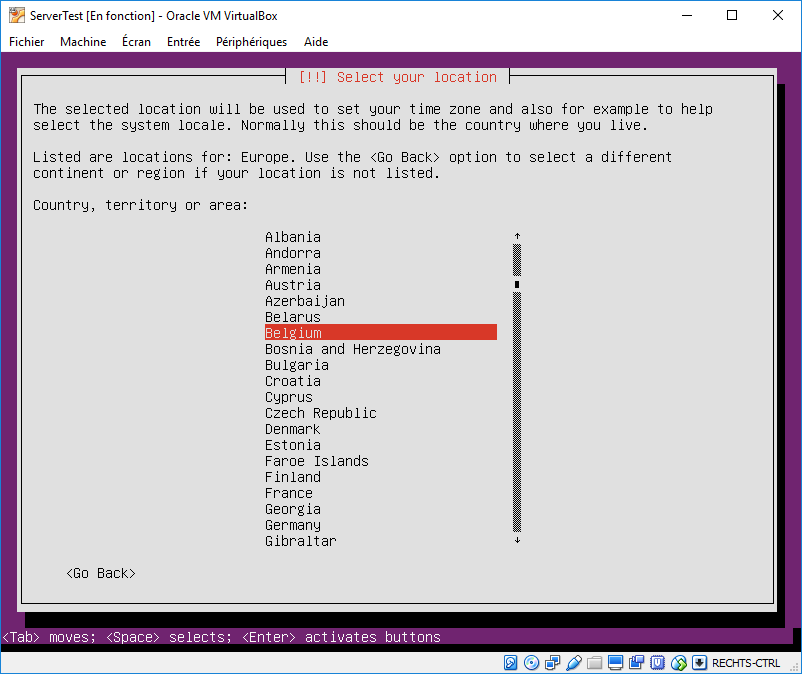 ServerTest [En fonction] - Oracle VM VirtualBox
Fichier Machine Écran Entrée Périphériques Aide
[!!] Select your location
The selected location will be used to set your time zone and also for example to help
select the system locale. Normally this should be the country where you live.
Listed are locations for: Europe. Use the <Go Back> option to select a different
continent or region if your location is not listed.
Country, territory or area:
Albania
Andorra
Armenia
Austria
Azerbaijan
Belarus
Belgium
Bosnia and Herzegovina
Bulgaria
Croatia
Cyprus
Czech Republic
Denmark
Estonia
Faroe Islands
Finland
France
Georgia
Germany
Gibraltar
<Go Back>
<Tab> moves; <Space> selects; <Enter> activates buttons
RECHTS-CTRL